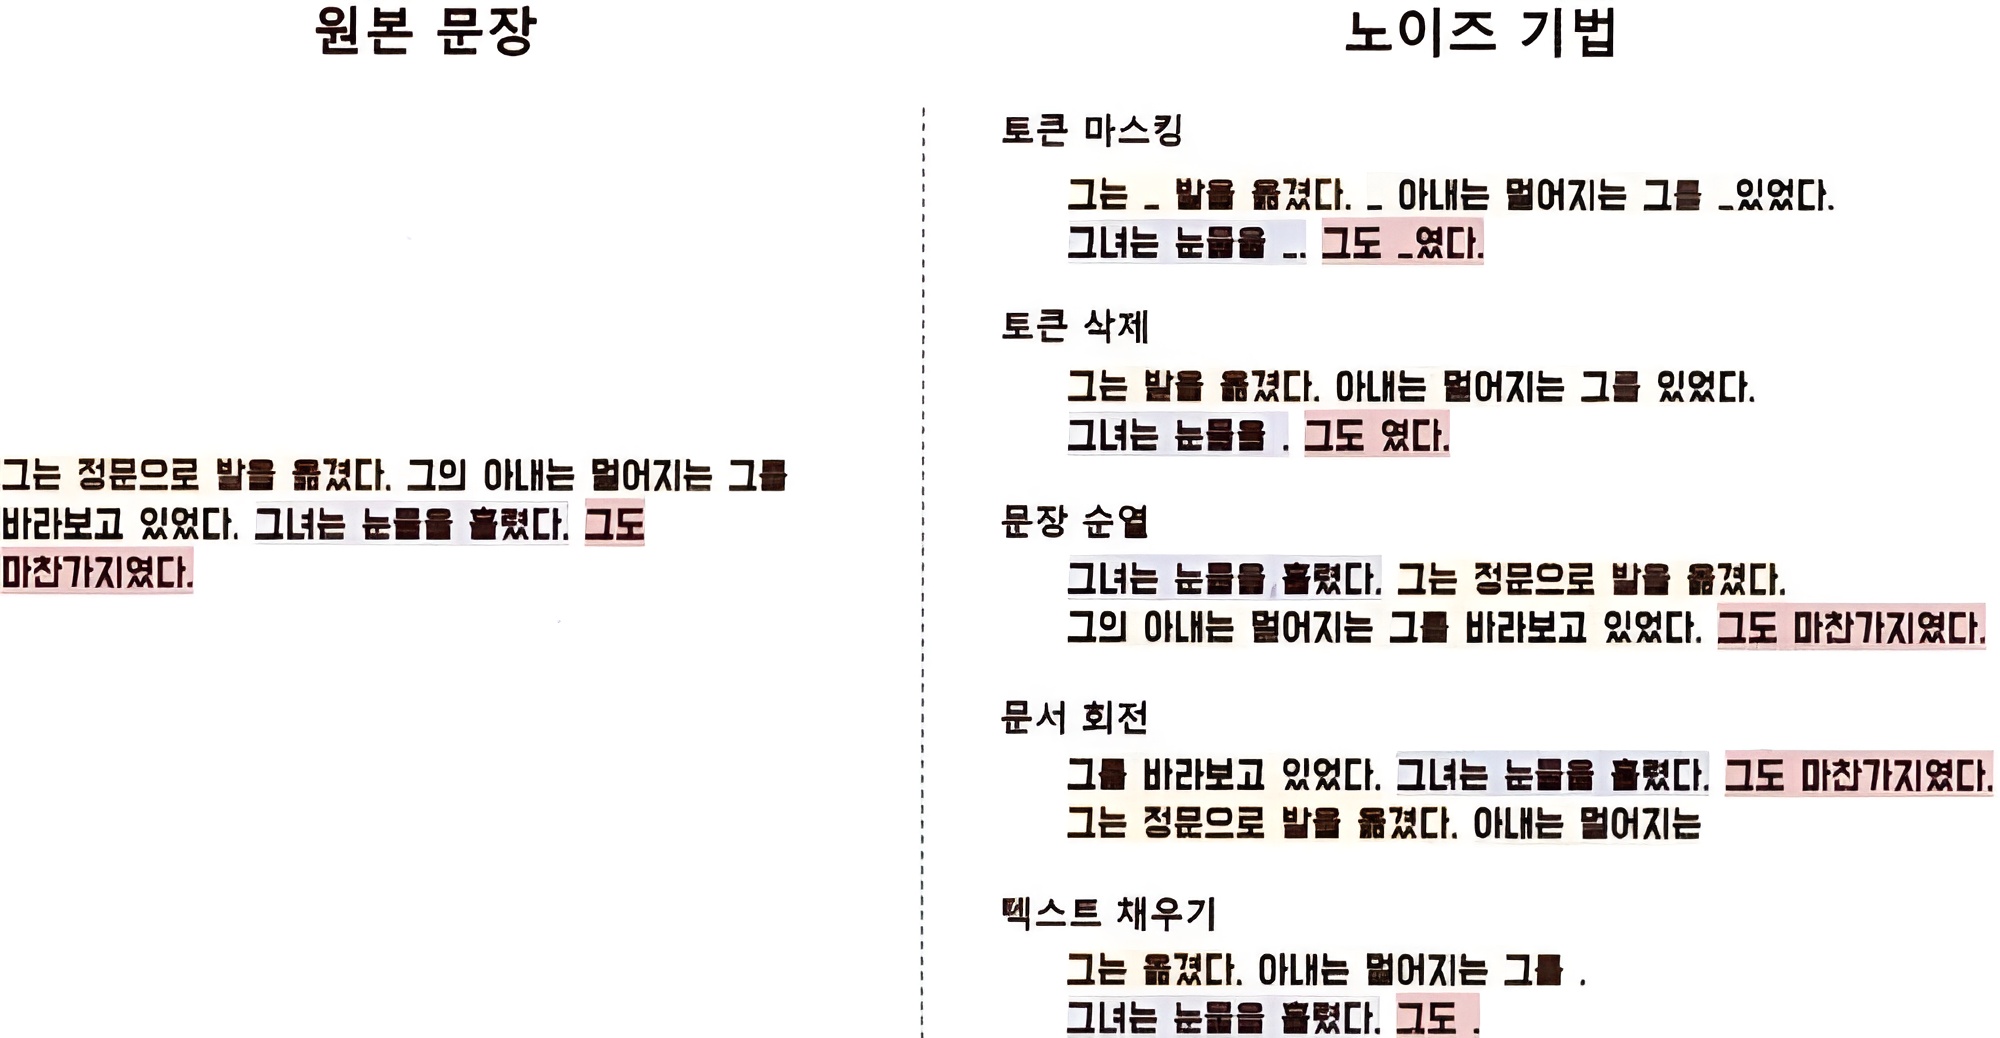 원본 문장
그는 정문으로 발을 옮겼다. 그의 아내는 멀어지는 그를
바라보고 있었다. 그녀는 눈물을 흘렸다. 그도
마찬가지였다.
노이즈 기법
토큰 마스킹
그는 _ 발을 옮겼다. _ 아내는 멀어지는 그를 _있었다.
그녀는 눈물을 _. 그도 _였다.
토큰 삭제
그는 발을 옮겼다. 아내는 멀어지는 그를 있었다.
그녀는 눈물을 . 그도 였다.
문장 순열
그녀는 눈물을 흘렸다. 그는 정문으로 발을 옮겼다.
그의 아내는 멀어지는 그를 바라보고 있었다. 그도 마찬가지였다.
문서 회전
그를 바라보고 있었다. 그녀는 눈물을 흘렸다. 그도 마찬가지였다.
그는 정문으로 발을 옮겼다. 아내는 멀어지는
텍스트 채우기
그는 옮겼다. 아내는 멀어지는 그를 .
그녀는 눈물을 흘렸다. 그도 .